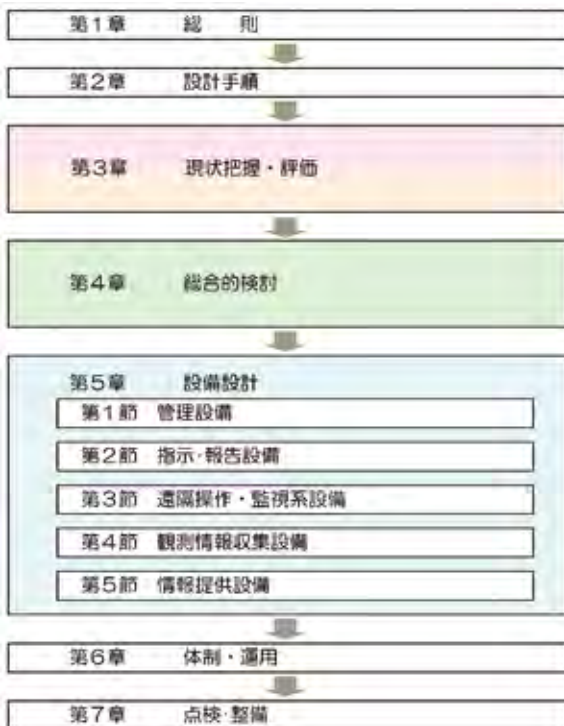 第1章 総 則
第2章 設計手順
第3章 現状把握・評価
第4章 総合的検討
第5章 設備設計
第1節 管理設備
第2節 指示・報告設備
第3節 遠隔操作・監視系設備
第4節 観測情報収集設備
第5節 情報提供設備
第6章 体制・運用
第7章 点検・整備